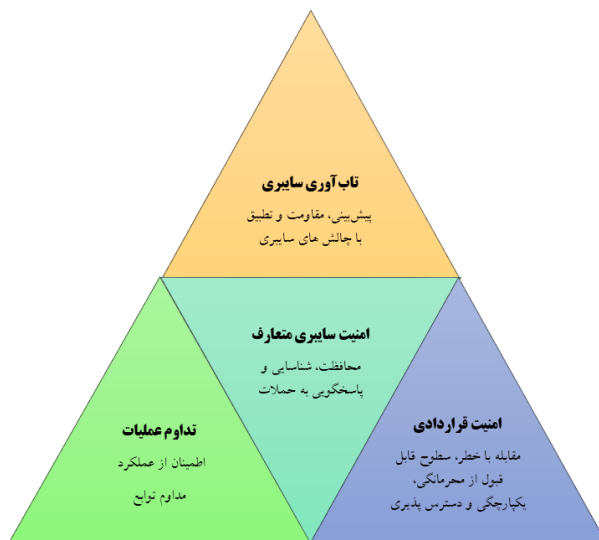 تاب‌آوری سایبری
پیش‌بینی، مقاومت و تطبیق
با چالش های سایبری
امنیت سایبری متعارف
محافظت، شناسایی و
پاسخگویی به حملات
امنیت قراردادی
مقابله با خطر، سطوح قابل
قبول از محرمانگی،
یکپارچگی و دسترس پذیری
تداوم عملیات
اطمینان از عملکرد
مداوم توابع